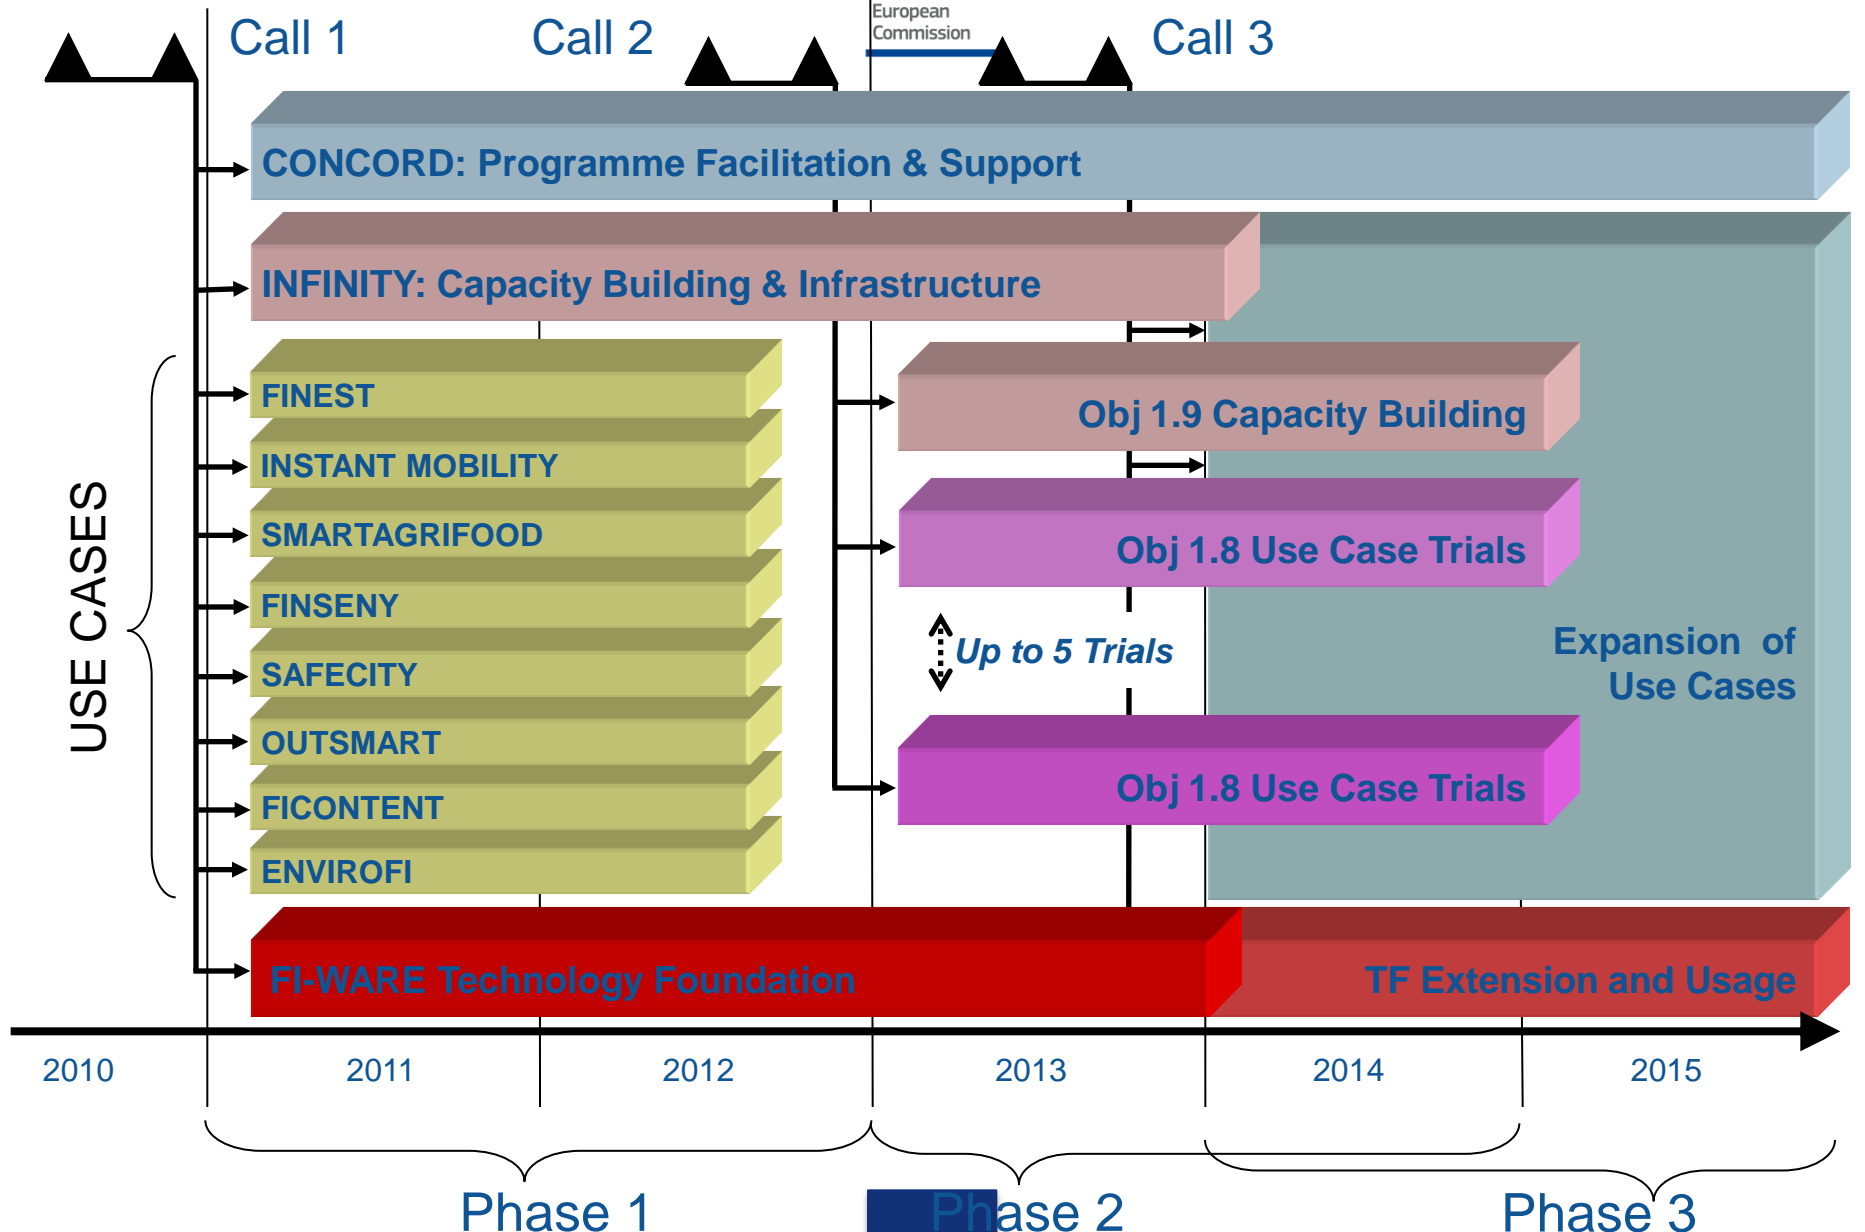 European
Commission
Call 1
Call 2
Call 3
CONCORD: Programme Facilitation & Support
INFINITY: Capacity Building & Infrastructure
USE CASES
FINEST
INSTANT MOBILITY
SMARTAGRIFOOD
FINSENY
SAFECITY
OUTSMART
FICONTENT
ENVIROFI
Obj 1.9 Capacity Building
Obj 1.8 Use Case Trials
Up to 5 Trials
Obj 1.8 Use Case Trials
Expansion of
Use Cases
FI-WARE Technology Foundation
TF Extension and Usage
2010
2011
2012
2013
2014
2015
Phase 1
Phase 2
Phase 3